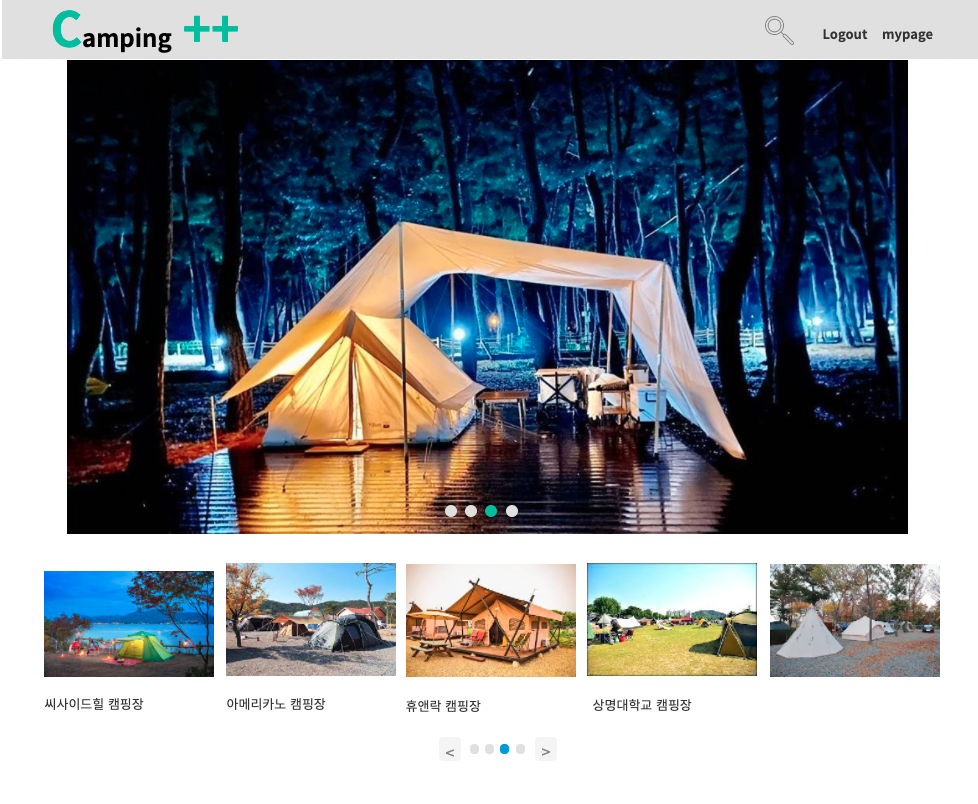 Camping ++
Logout mypage
씨사이드힐 캠핑장
아메리카노 캠핑장
휴앤락 캠핑장
상명대학교 캠핑장
< >